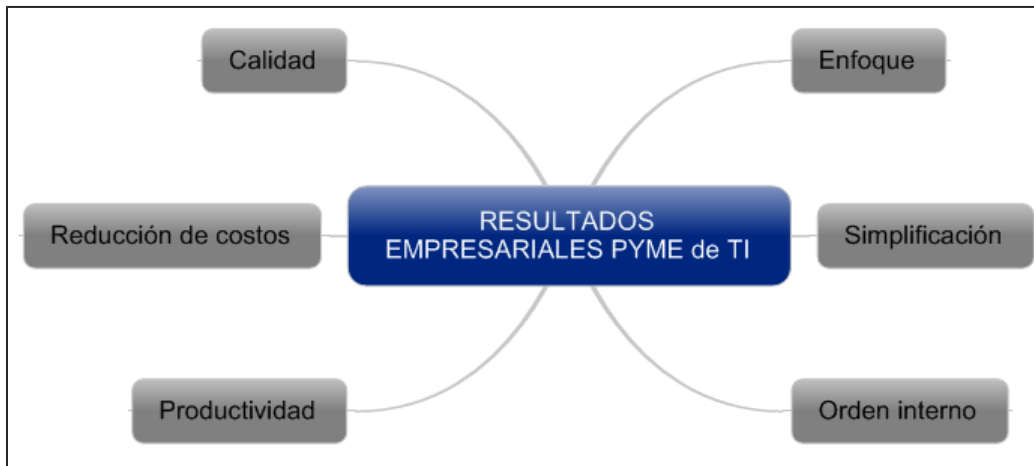 Calidad
Enfoque
Reducción de costos
RESULTADOS
EMPRESARIALES PYME de TI
Simplificación
Productividad
Orden interno